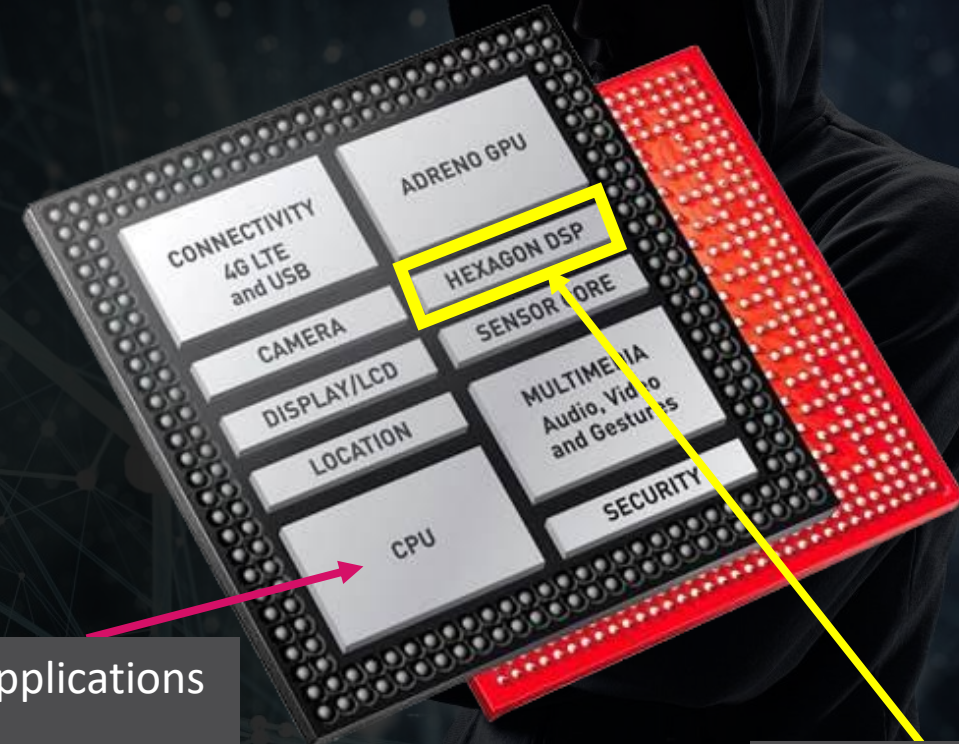 CONNECTIVITY
4G LTE
and USB
ADRENO GPU
HEXAGON DSP
CAMERA
SENSOR CORE
DISPLAY/LCD
MULTIMEDIA
Audio, Video
and Gestures
LOCATION
SECURITY
CPU
pplications